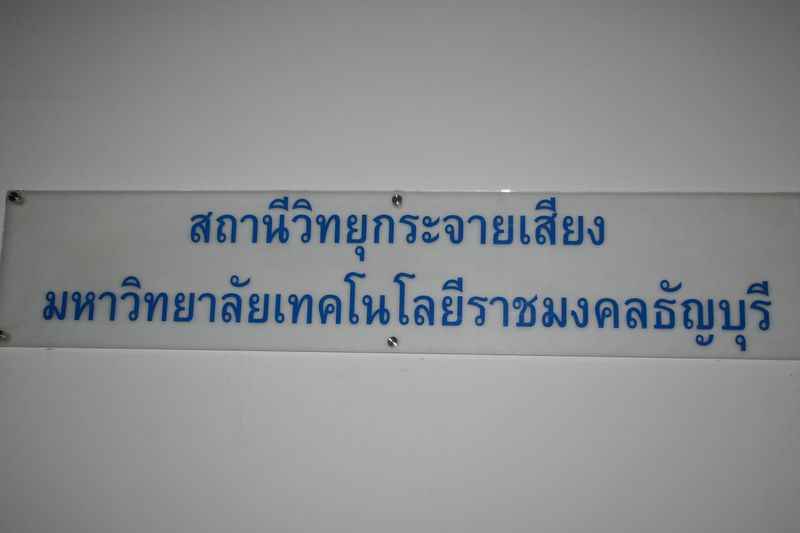 สถานีวิทยุกระจายเสียง
มหาวิทยาลัยเทคโนโลยีราชมงคลธัญบุรี